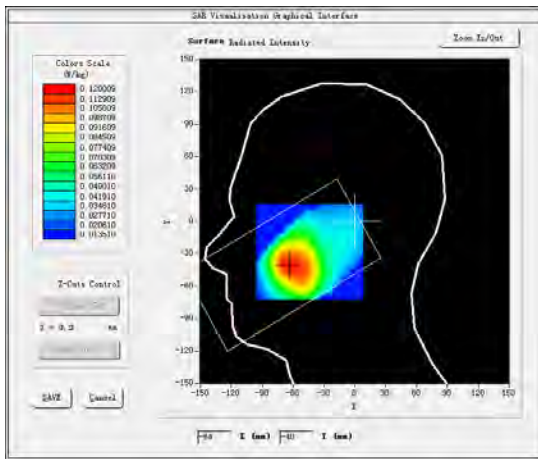 SAR Visualisation Graphical Interface
Surface Radiated Intensity
Zoom In/Out
Colors Scale
(W/kg)
0.120009
0.112909
0.105809
0.098709
0.091609
0.084509
0.077409
0.070309
0.063209
0.056110
0.049010
0.041910
0.034810
0.027710
0.020610
0.013510
150
120
90
60
30
0
-30
-60
-90
-120
-150
Y
-150 -120 -90 -60 -30 0 30 60 90 120 150
X
Z-Cuts Control
SAVE
Cancel
-64 X (mm) -40 Y (mm)